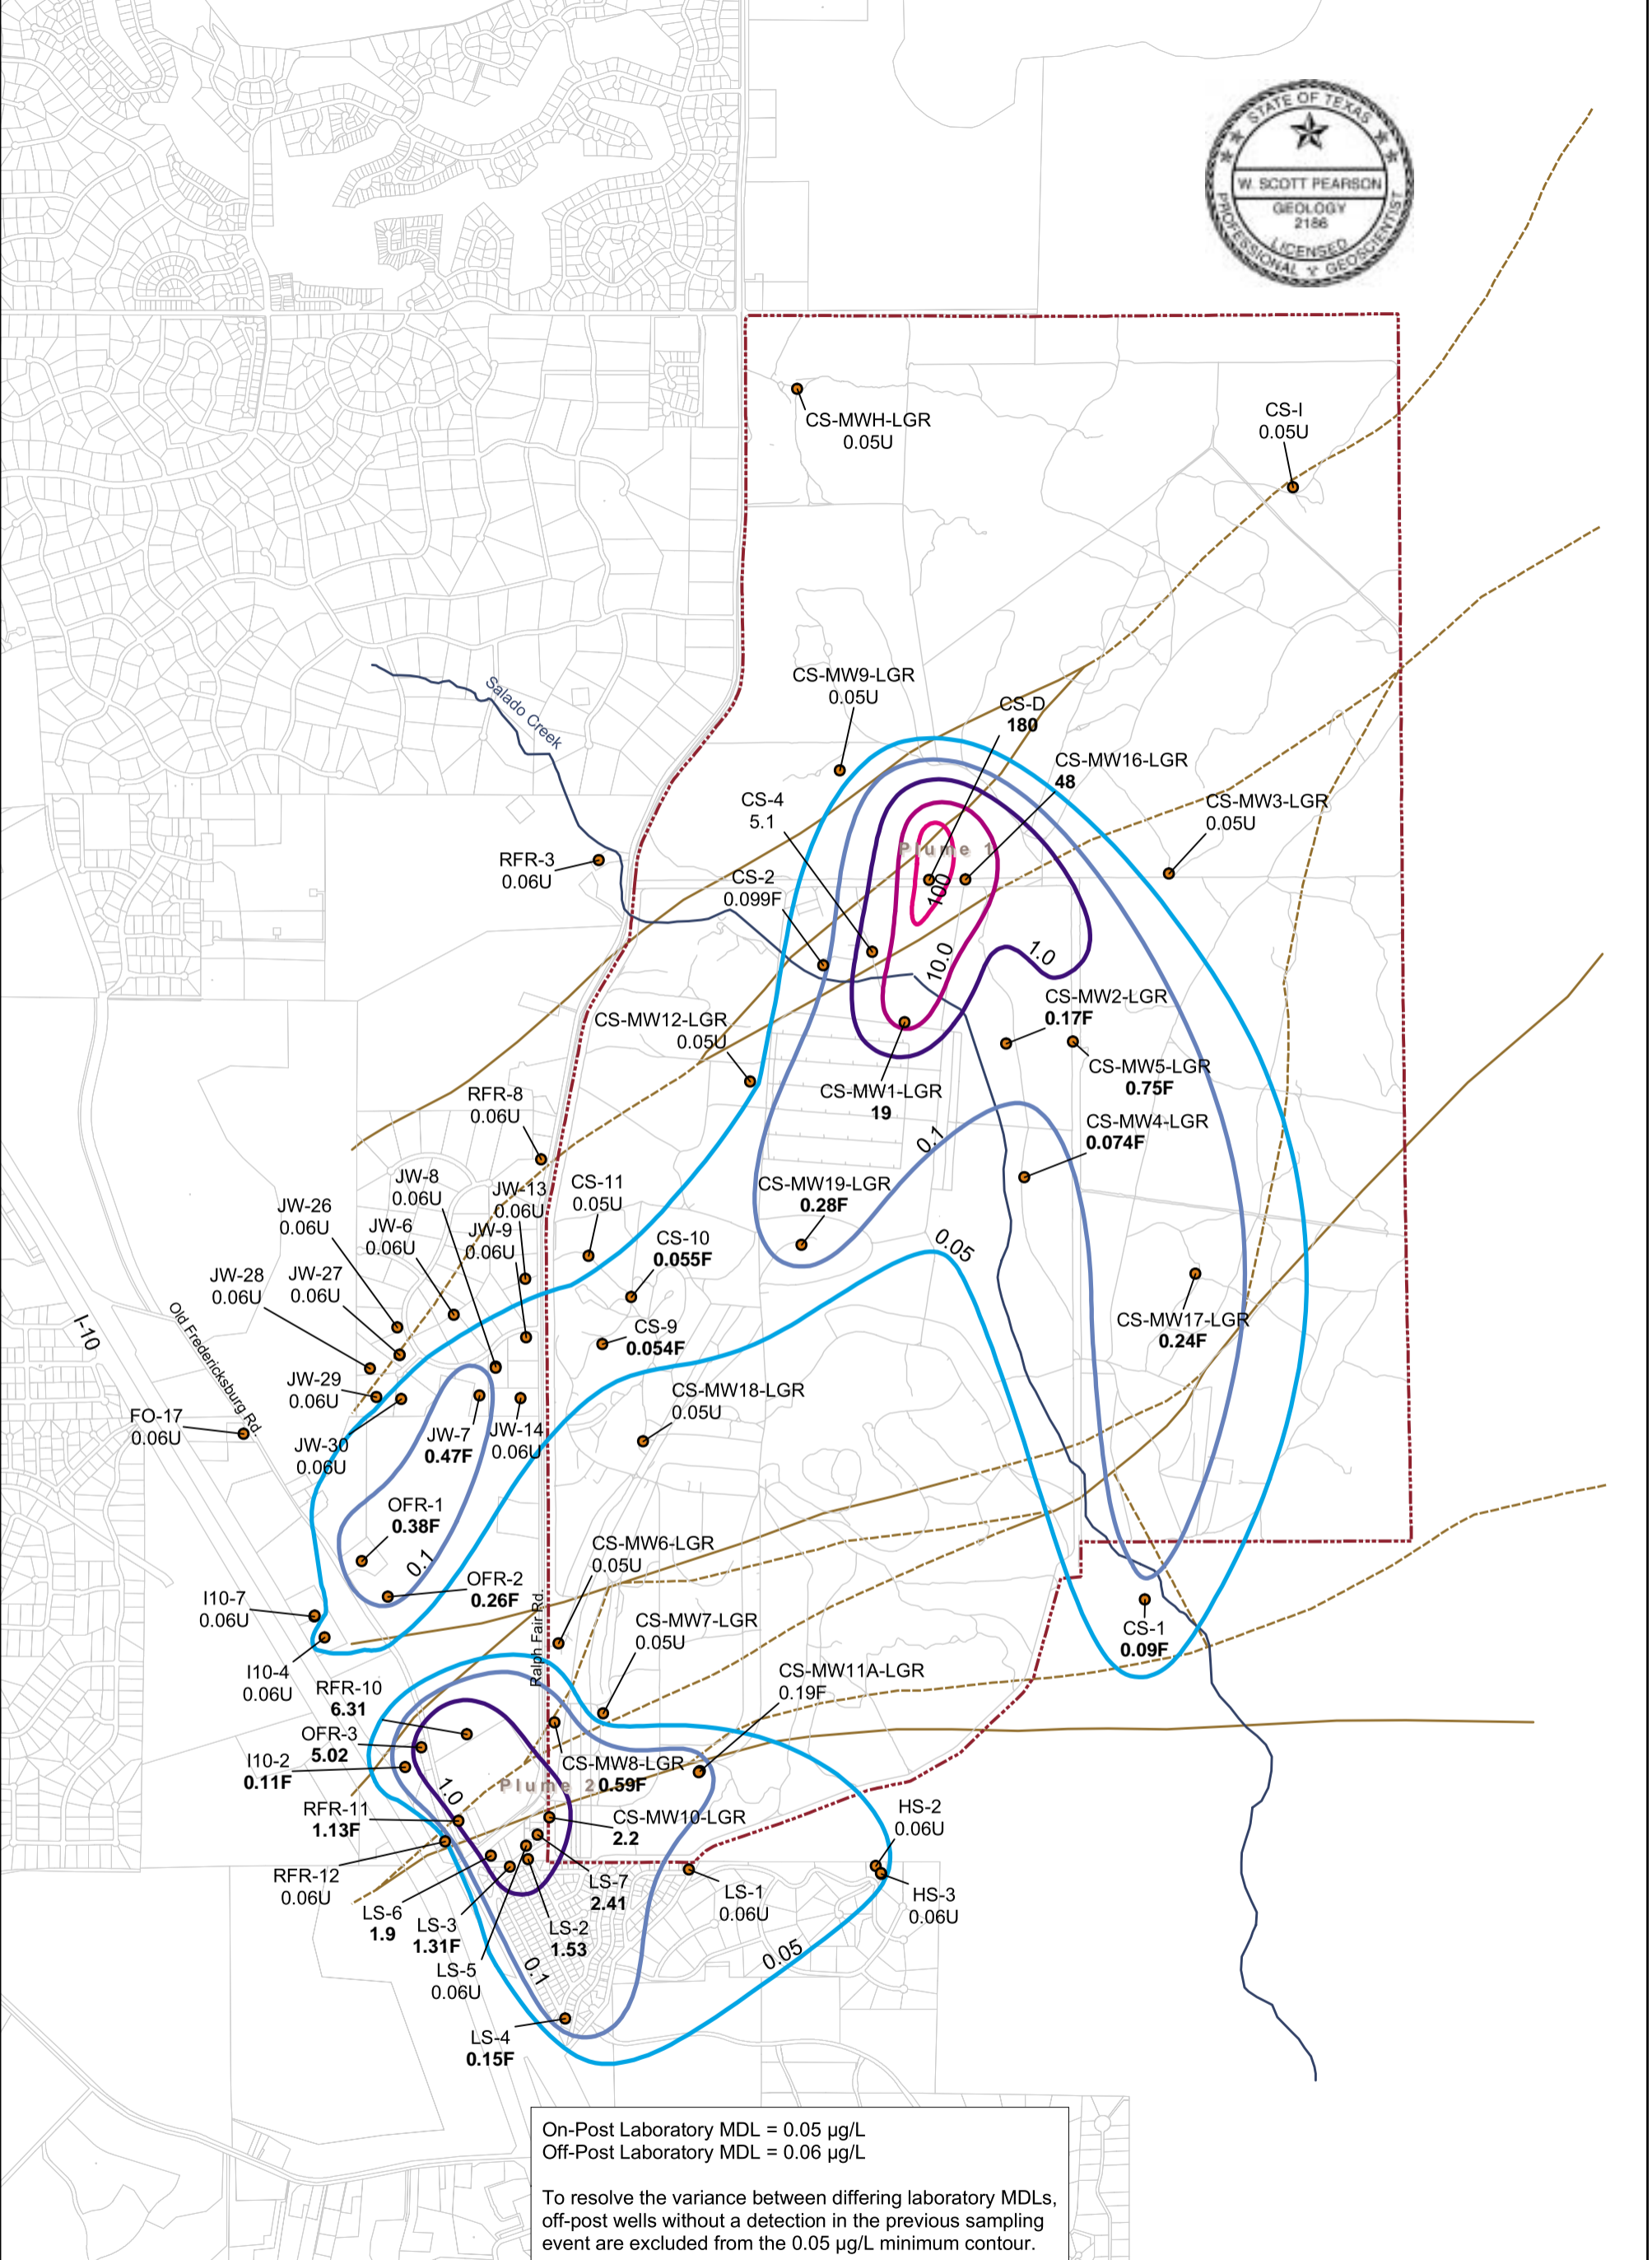 STATE OF TEXAS
W. SCOTT PEARSON
GEOLOGY
2186
LICENSED
PROFESSIONAL GEOSCIENTIST
CS-MWH-LGR
0.05U
CS-I
0.05U
Salado Creek
CS-MW9-LGR
0.05U
CS-D
180
CS-MW16-LGR
48
CS-4
5.1
CS-MW3-LGR
0.05U
Plume 1
RFR-3
0.06U
CS-2
0.099F
100
10.0
1.0
CS-MW2-LGR
0.17F
CS-MW12-LGR
0.05U
CS-MW5-LGR
0.75F
CS-MW1-LGR
19
RFR-8
0.06U
CS-MW4-LGR
0.074F
0.1
JW-8
0.06U
JW-13
0.06U
CS-11
0.05U
CS-MW19-LGR
0.28F
JW-26
0.06U
JW-6
0.06U
JW-9
0.06U
CS-10
0.055F
0.05
JW-28
0.06U
JW-27
0.06U
I-10
Old Fredericksburg Rd.
CS-9
0.054F
CS-MW17-LGR
0.24F
JW-29
0.06U
CS-MW18-LGR
0.05U
FO-17
0.06U
JW-30
0.06U
JW-7
0.47F
JW-14
0.06U
OFR-1
0.38F
0.1
CS-MW6-LGR
0.05U
OFR-2
0.26F
I10-7
0.06U
Ralph Fair Rd.
CS-MW7-LGR
0.05U
CS-1
0.09F
I10-4
0.06U
RFR-10
6.31
CS-MW11A-LGR
0.19F
OFR-3
5.02
I10-2
0.11F
CS-MW8-LGR
0.59F
Plume 2
1.0
RFR-11
1.13F
CS-MW10-LGR
2.2
HS-2
0.06U
RFR-12
0.06U
LS-7
2.41
LS-1
0.06U
HS-3
0.06U
LS-6
1.9
LS-3
1.31F
LS-2
1.53
LS-5
0.06U
0.1
0.05
LS-4
0.15F
On-Post Laboratory MDL = 0.05 µg/L
Off-Post Laboratory MDL = 0.06 µg/L
To resolve the variance between differing laboratory MDLs,
off-post wells without a detection in the previous sampling
event are excluded from the 0.05 µg/L minimum contour.